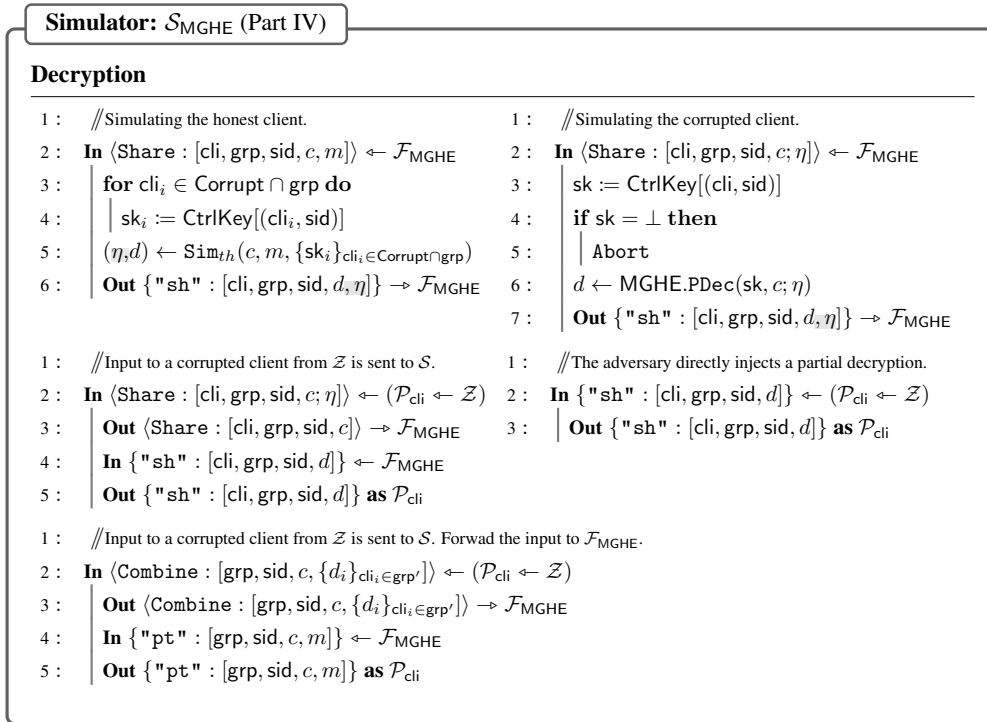 Simulator: 𝒮_MGHE (Part IV)
Decryption
1 : //Simulating the honest client.
2 : In ⟨Share : [cli, grp, sid, c, m]⟩ ← ℱ_MGHE
3 : for cli_i ∈ Corrupt ∩ grp do
4 : sk_i := CtrlKey[(cli_i, sid)]
5 : (η,d) ← Sim_th(c, m, {sk_i}_{cli_i∈Corrupt∩grp})
6 : Out {"sh" : [cli, grp, sid, d, η]} → ℱ_MGHE
1 : //Simulating the corrupted client.
2 : In ⟨Share : [cli, grp, sid, c; η]⟩ ← ℱ_MGHE
3 : sk := CtrlKey[(cli, sid)]
4 : if sk = ⊥ then
5 : Abort
6 : d ← MGHE.PDec(sk, c; η)
7 : Out {"sh" : [cli, grp, sid, d, η]} → ℱ_MGHE
1 : //Input to a corrupted client from 𝒵 is sent to 𝒮.
2 : In ⟨Share : [cli, grp, sid, c; η]⟩ ← (𝒫_cli ← 𝒵)
3 : Out ⟨Share : [cli, grp, sid, c]⟩ → ℱ_MGHE
4 : In {"sh" : [cli, grp, sid, d]} ← ℱ_MGHE
5 : Out {"sh" : [cli, grp, sid, d]} as 𝒫_cli
1 : //The adversary directly injects a partial decryption.
2 : In {"sh" : [cli, grp, sid, d]} ← (𝒫_cli ← 𝒵)
3 : Out {"sh" : [cli, grp, sid, d]} as 𝒫_cli
1 : //Input to a corrupted client from 𝒵 is sent to 𝒮. Forwad the input to ℱ_MGHE.
2 : In ⟨Combine : [grp, sid, c, {d_i}_{cli_i∈grp′}]⟩ ← (𝒫_cli ← 𝒵)
3 : Out ⟨Combine : [grp, sid, c, {d_i}_{cli_i∈grp′}]⟩ → ℱ_MGHE
4 : In {"pt" : [grp, sid, c, m]} ← ℱ_MGHE
5 : Out {"pt" : [grp, sid, c, m]} as 𝒫_cli